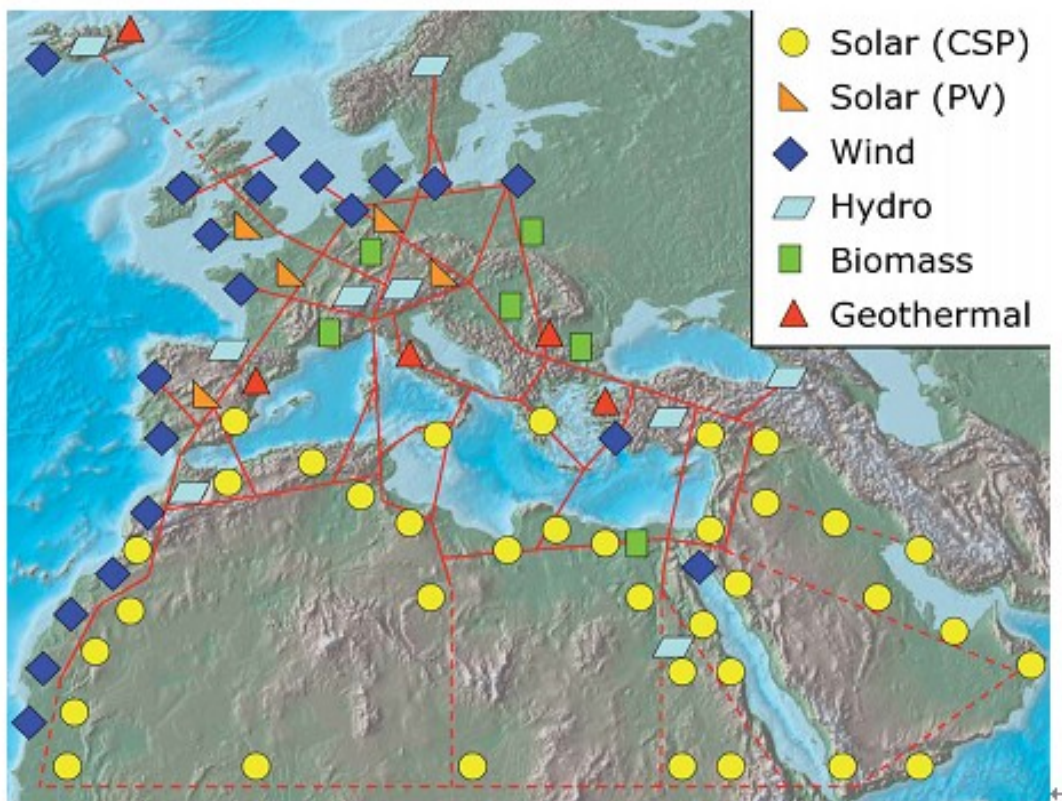 Solar (CSP)
Solar (PV)
Wind
Hydro
Biomass
Geothermal